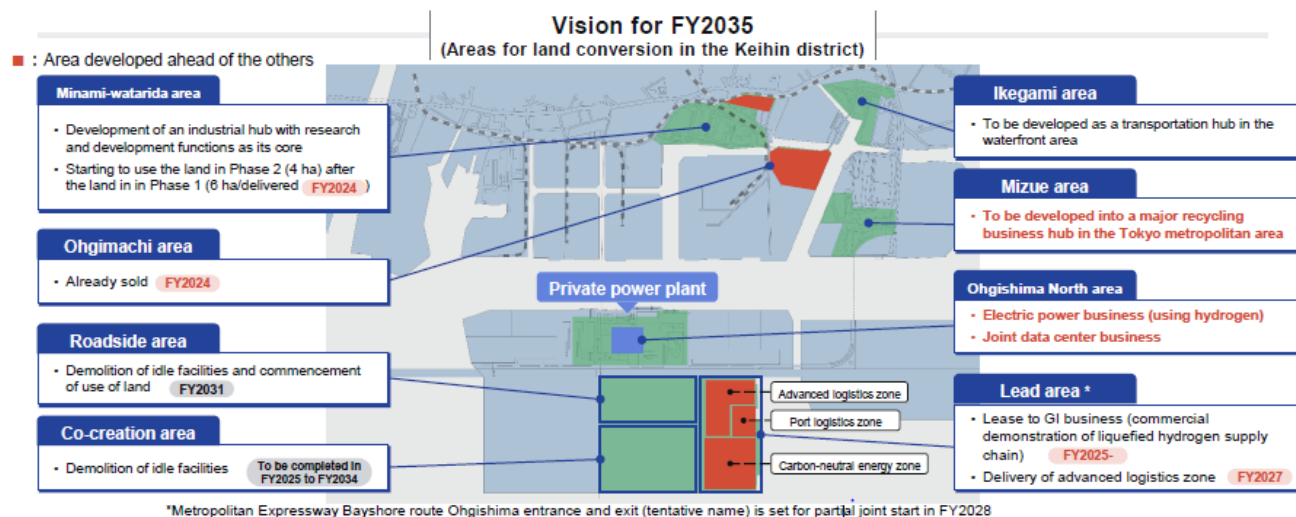 Vision for FY2035
(Areas for land conversion in the Keihin district)
: Area developed ahead of the others
Minami-watarida area
• Development of an industrial hub with research
and development functions as its core
• Starting to use the land in Phase 2 (4 ha) after
the land in in Phase 1 (6 ha/delivered FY2024 )
Ohgimachi area
• Already sold FY2024
Roadside area
• Demolition of idle facilities and commencement
of use of land FY2031
Co-creation area
• Demolition of idle facilities To be completed in
FY2025 to FY2034
Private power plant
Advanced logistics zone
Port logistics zone
Carbon-neutral energy zone
Ikegami area
• To be developed as a transportation hub in the
waterfront area
Mizue area
• To be developed into a major recycling
business hub in the Tokyo metropolitan area
Ohgishima North area
• Electric power business (using hydrogen)
• Joint data center business
Lead area *
• Lease to GI business (commercial
demonstration of liquefied hydrogen supply
chain) FY2025-
• Delivery of advanced logistics zone FY2027
*Metropolitan Expressway Bayshore route Ohgishima entrance and exit (tentative name) is set for partial joint start in FY2028